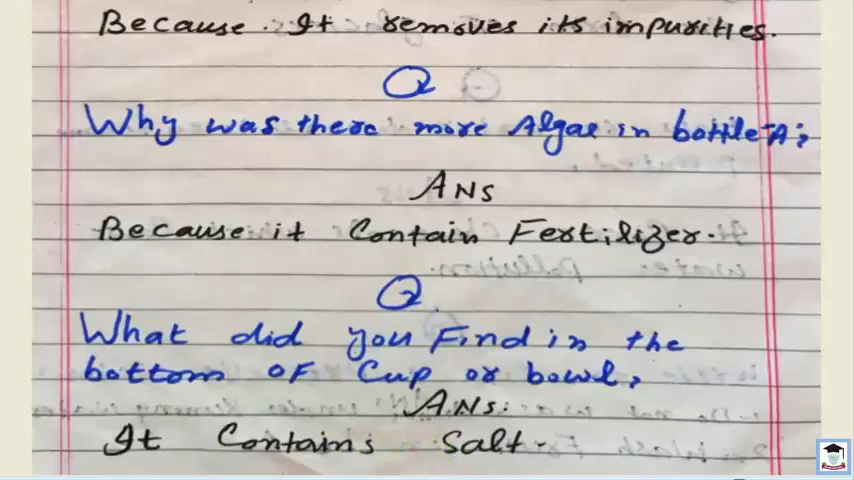 Because. It removes its impurities.
Q
Why was there more Algae in bottle-A?
ANS
Because it Contain Fertilizer.
Q
What did you Find in the
bottom OF Cup or bowl?
ANS.
It Contains Salt.